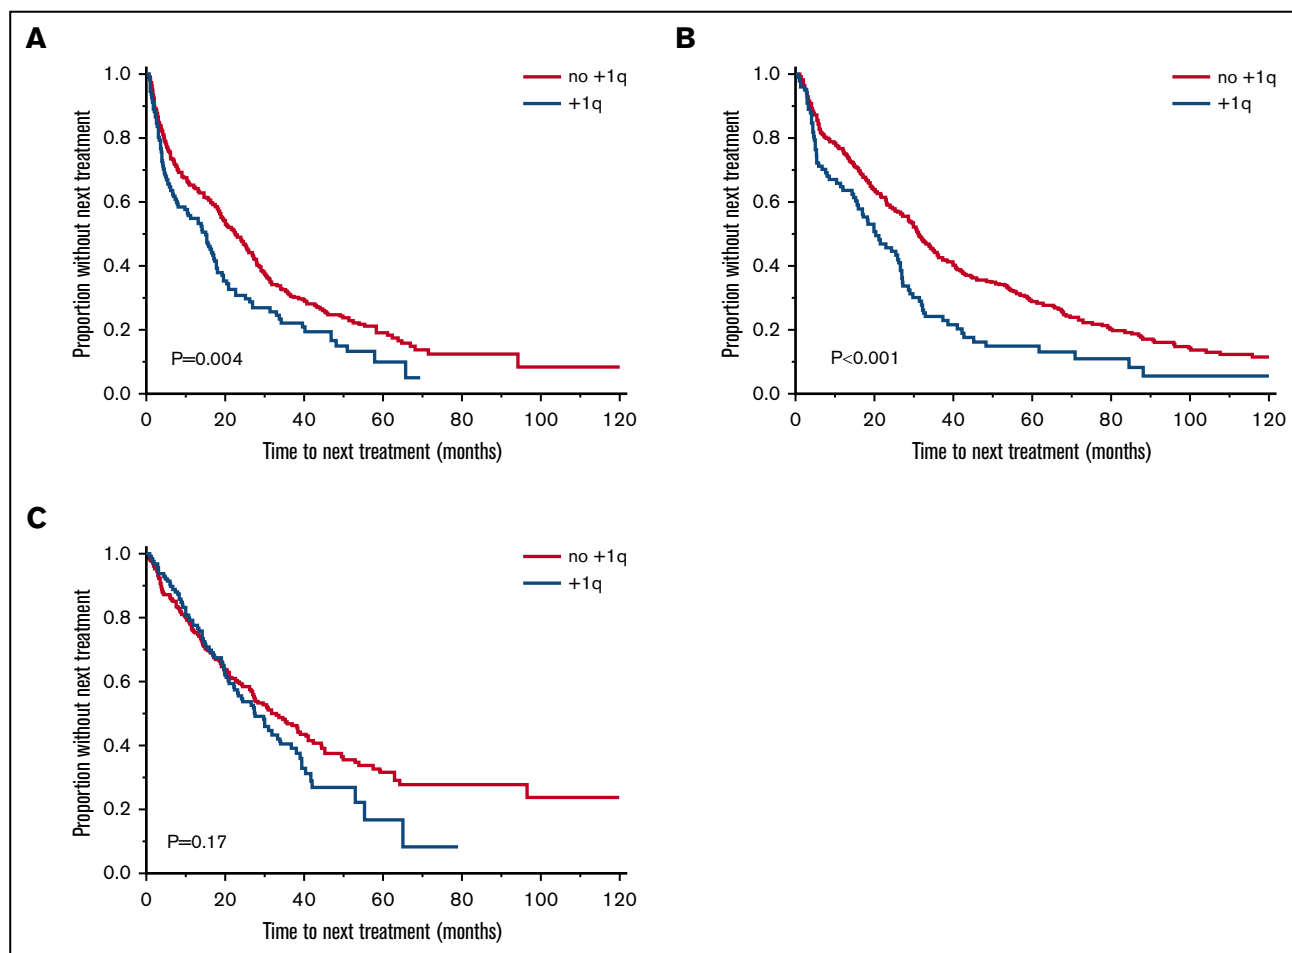 A
no +1q
+1q
Proportion without next treatment
1.0
0.8
0.6
0.4
0.2
0.0
P=0.004
0 20 40 60 80 100 120
Time to next treatment (months)
B
no +1q
+1q
Proportion without next treatment
1.0
0.8
0.6
0.4
0.2
0.0
P<0.001
0 20 40 60 80 100 120
Time to next treatment (months)
C
no +1q
+1q
Proportion without next treatment
1.0
0.8
0.6
0.4
0.2
0.0
P=0.17
0 20 40 60 80 100 120
Time to next treatment (months)